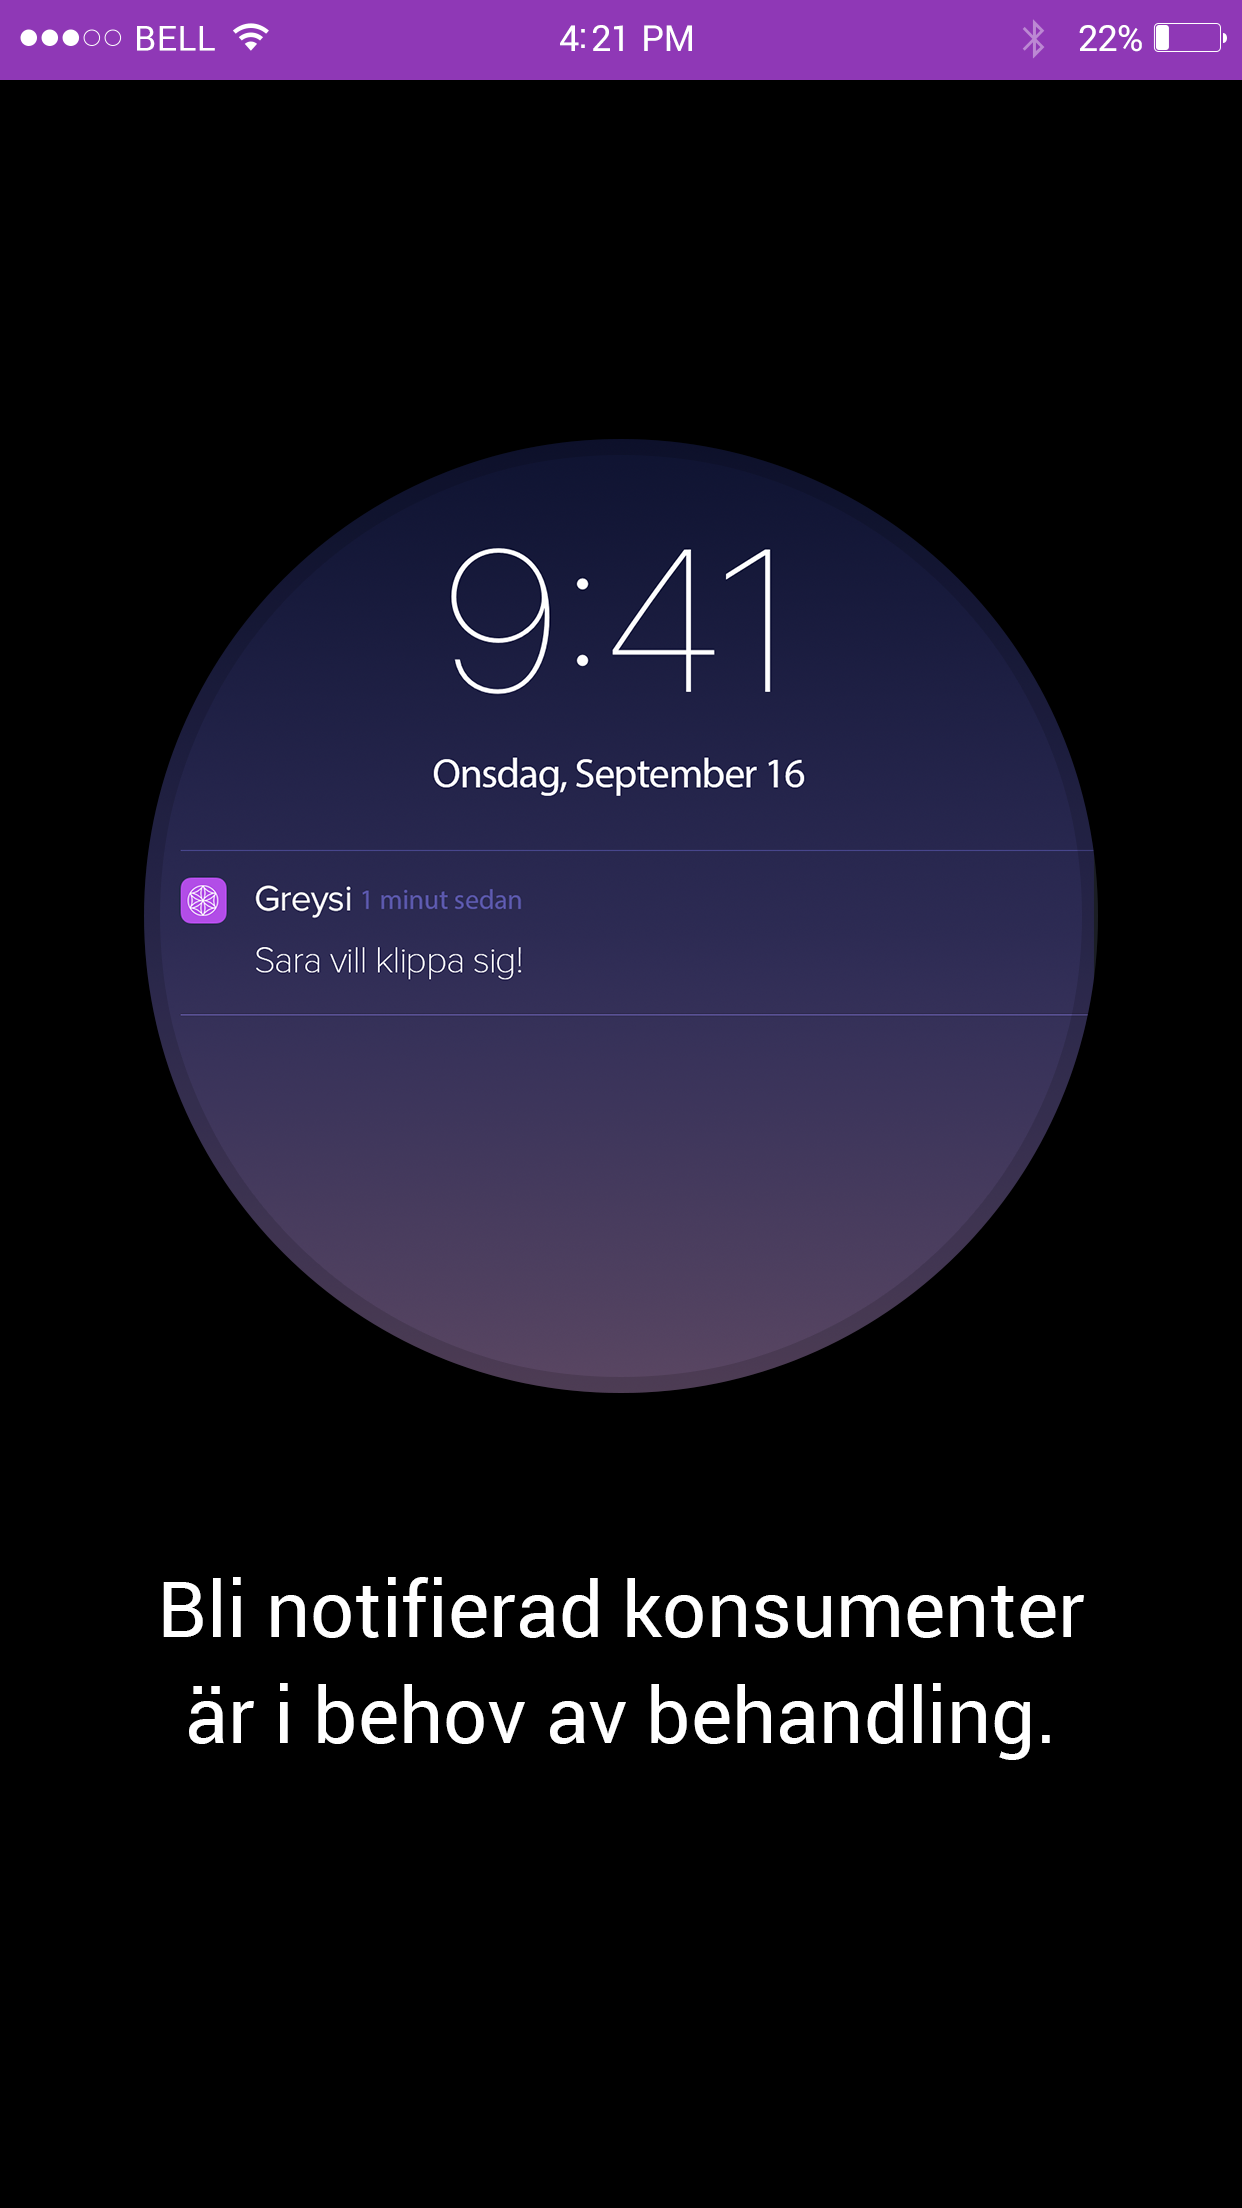 BELL 4:21 PM 22%
9:41
Onsdag, September 16
Greysi 1 minut sedan
Sara vill klippa sig!
Bli notifierad konsumenter
är i behov av behandling.